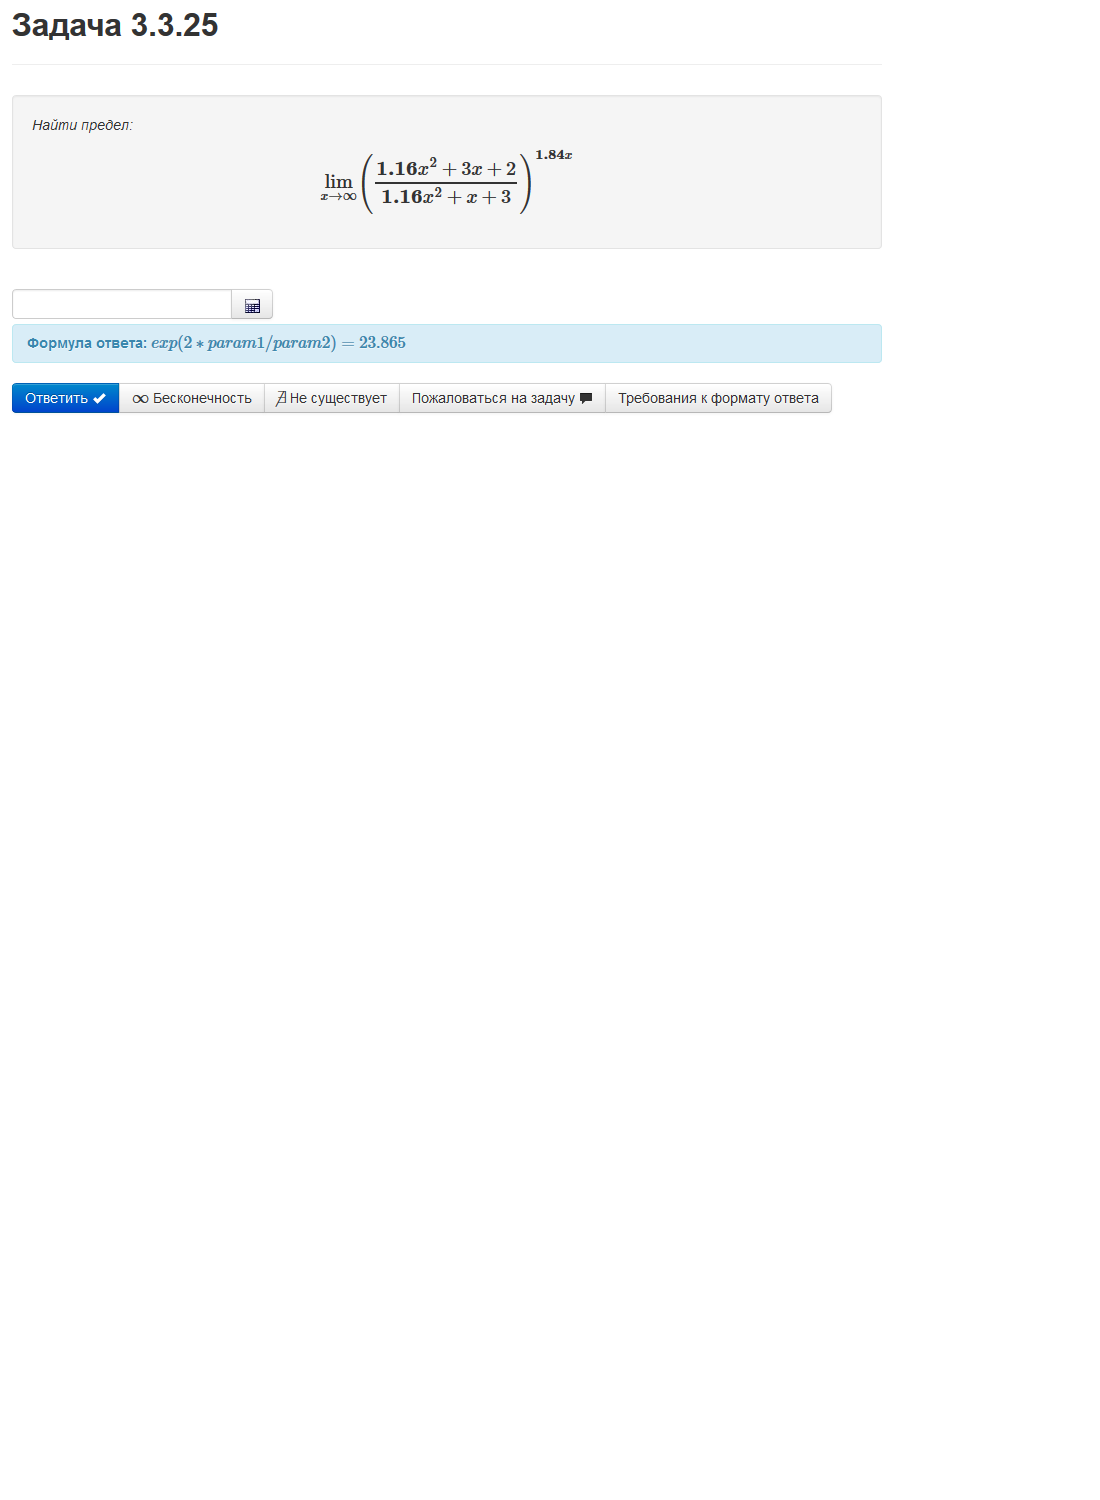 Задача 3.3.25
Найти предел:
\lim_{x \to \infty} \left( \frac{1.16x^2 + 3x + 2}{1.16x^2 + x + 3} \right)^{1.84x}
Формула ответа: exp(2 * param1/param2) = 23.865
Ответить ✔ ∞ Бесконечность ∄ Не существует Пожаловаться на задачу Требования к формату ответа